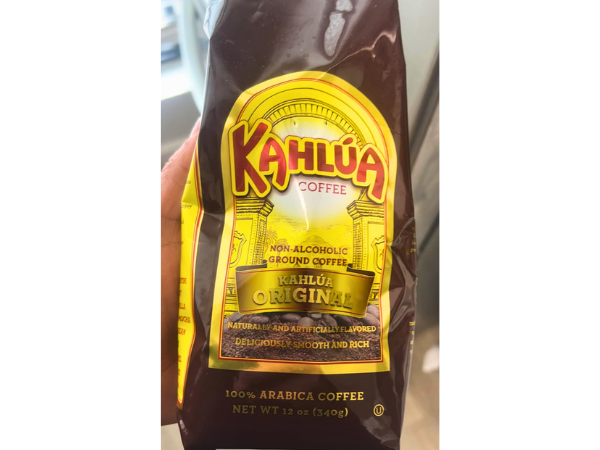 KAHLÚA
COFFEE
NON-ALCOHOLIC
GROUND COFFEE
KAHLÚA
ORIGINAL
NATURALLY AND ARTIFICIALLY FLAVORED
DELICIOUSLY SMOOTH AND RICH
100% ARABICA COFFEE
NET WT 12 oz (340g)
U